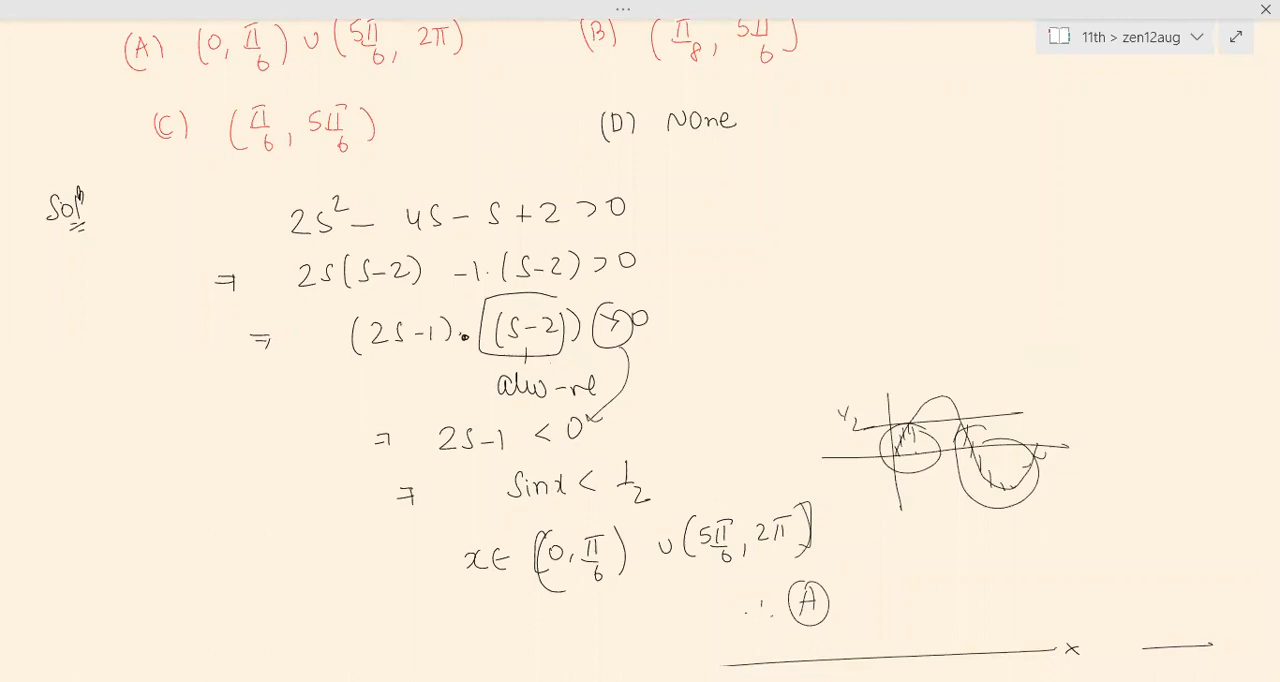 11th > zen12aug
(A) (0, π/6) ∪ (5π/6, 2π) (B) (π/8, 5π/6)
(C) (π/6, 5π/6) (D) None
Solⁿ 2s² - 4s - s + 2 > 0
⇒ 2s(s-2) -1·(s-2) > 0
⇒ (2s-1)·(s-2)) > 0
alw -ve
⇒ 2s-1 < 0
1/2
⇒ sinx < 1/2
x ∈ [0, π/6) ∪ (5π/6, 2π]
∴ (A)
x